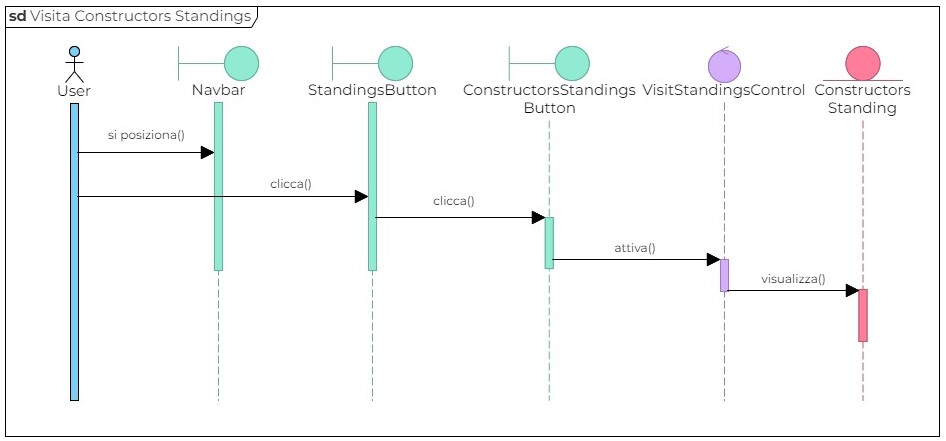 sd Visita Constructors Standings
User
Navbar
StandingsButton
ConstructorsStandings
Button
VisitStandingsControl
Constructors
Standing
si posiziona()
clicca()
clicca()
attiva()
visualizza()